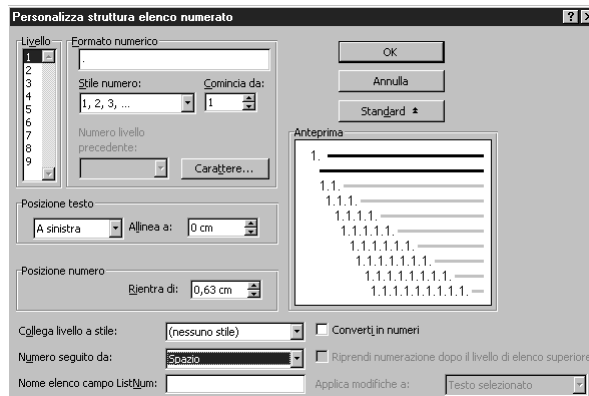 Personalizza struttura elenco numerato
Livello
1
2
3
4
5
6
7
8
9
Formato numerico
.
Stile numero:
Comincia da:
1, 2, 3, ...
1
Numero livello
precedente:
Carattere...
OK
Annulla
Standard
Anteprima
1.
1.1.
1.1.1.
1.1.1.1.
1.1.1.1.1.
1.1.1.1.1.1.
1.1.1.1.1.1.1.
1.1.1.1.1.1.1.1.
1.1.1.1.1.1.1.1.1.
Posizione testo
A sinistra
Allinea a:
0 cm
Posizione numero
Rientra di:
0,63 cm
Collega livello a stile:
(nessuno stile)
Converti in numeri
Numero seguito da:
Spazio
Riprendi numerazione dopo il livello di elenco superiore
Nome elenco campo ListNum:
Applica modifiche a:
Testo selezionato